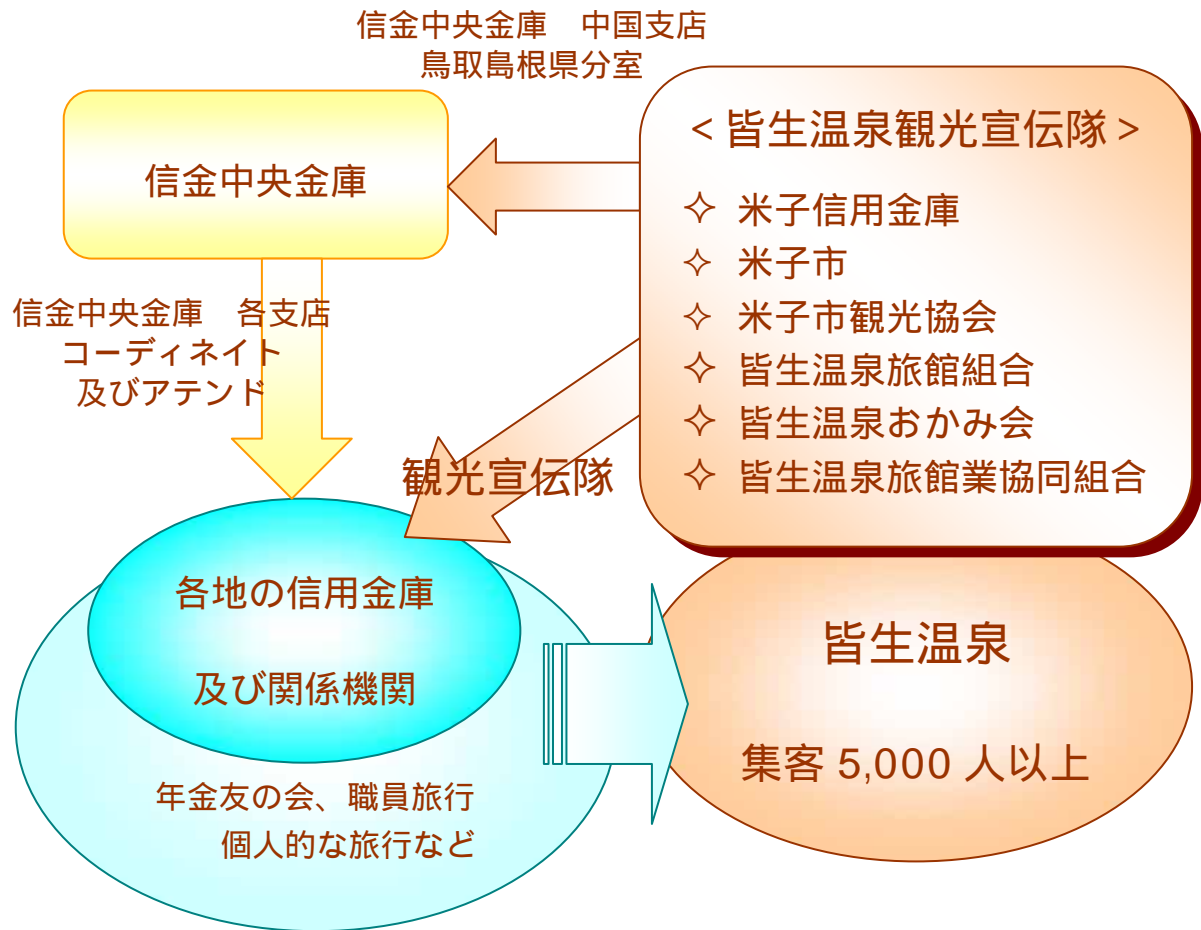 信金中央金庫　中国支店
鳥取島根県分室
信金中央金庫
＜皆生温泉観光宣伝隊＞
✧ 米子信用金庫
✧ 米子市
✧ 米子市観光協会
✧ 皆生温泉旅館組合
✧ 皆生温泉おかみ会
✧ 皆生温泉旅館業協同組合
信金中央金庫　各支店
コーディネイト
及びアテンド
観光宣伝隊
各地の信用金庫
及び関係機関
年金友の会、職員旅行
個人的な旅行など
皆生温泉
集客 5,000 人以上